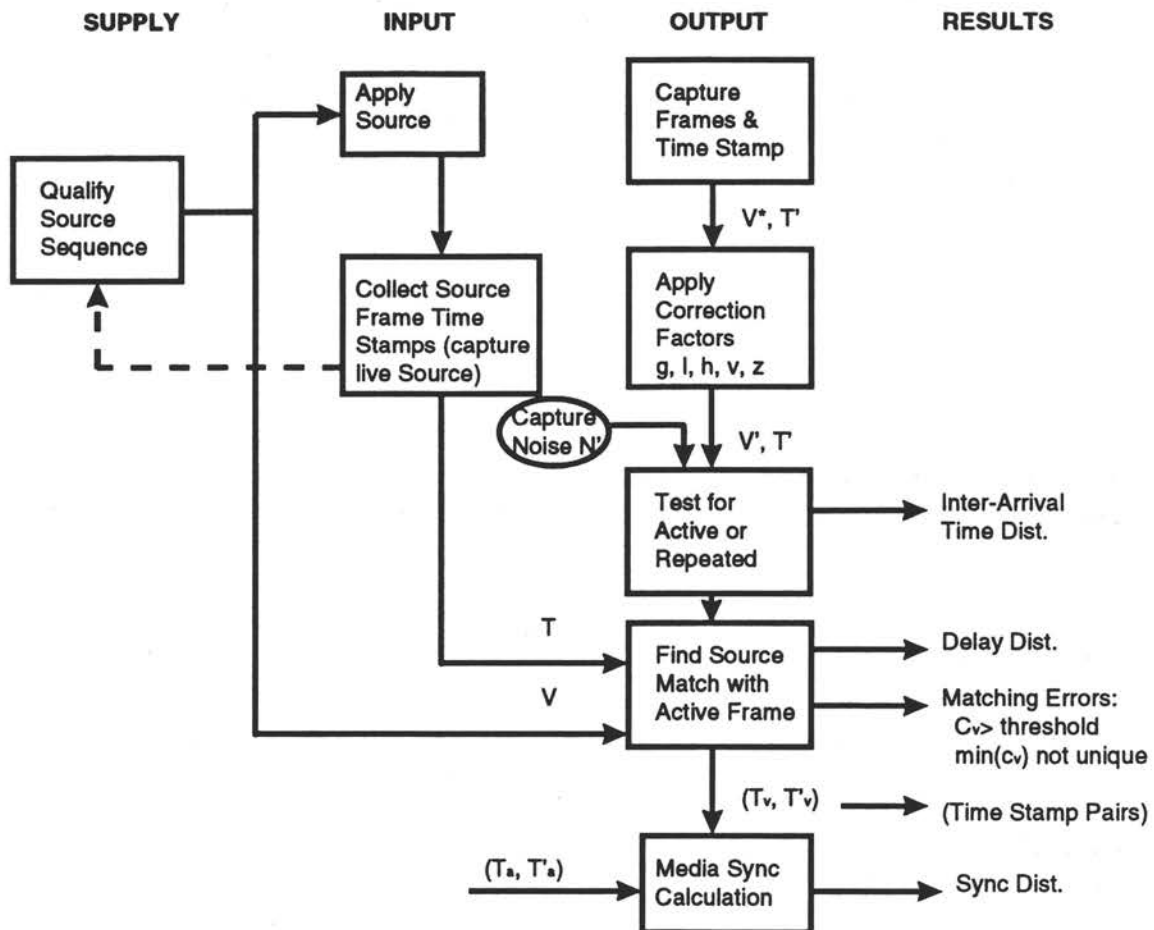 SUPPLY
INPUT
OUTPUT
RESULTS
Apply
Source
Capture
Frames &
Time Stamp
Qualify
Source
Sequence
V*, T'
Collect Source
Frame Time
Stamps (capture
live Source)
Apply
Correction
Factors
g, l, h, v, z
Capture
Noise N'
V', T'
Test for
Active or
Repeated
Inter-Arrival
Time Dist.
T
V
Find Source
Match with
Active Frame
Delay Dist.
Matching Errors:
Cv> threshold
min(cv) not unique
(Tv, T'v)
(Time Stamp Pairs)
(Ta, T'a)
Media Sync
Calculation
Sync Dist.